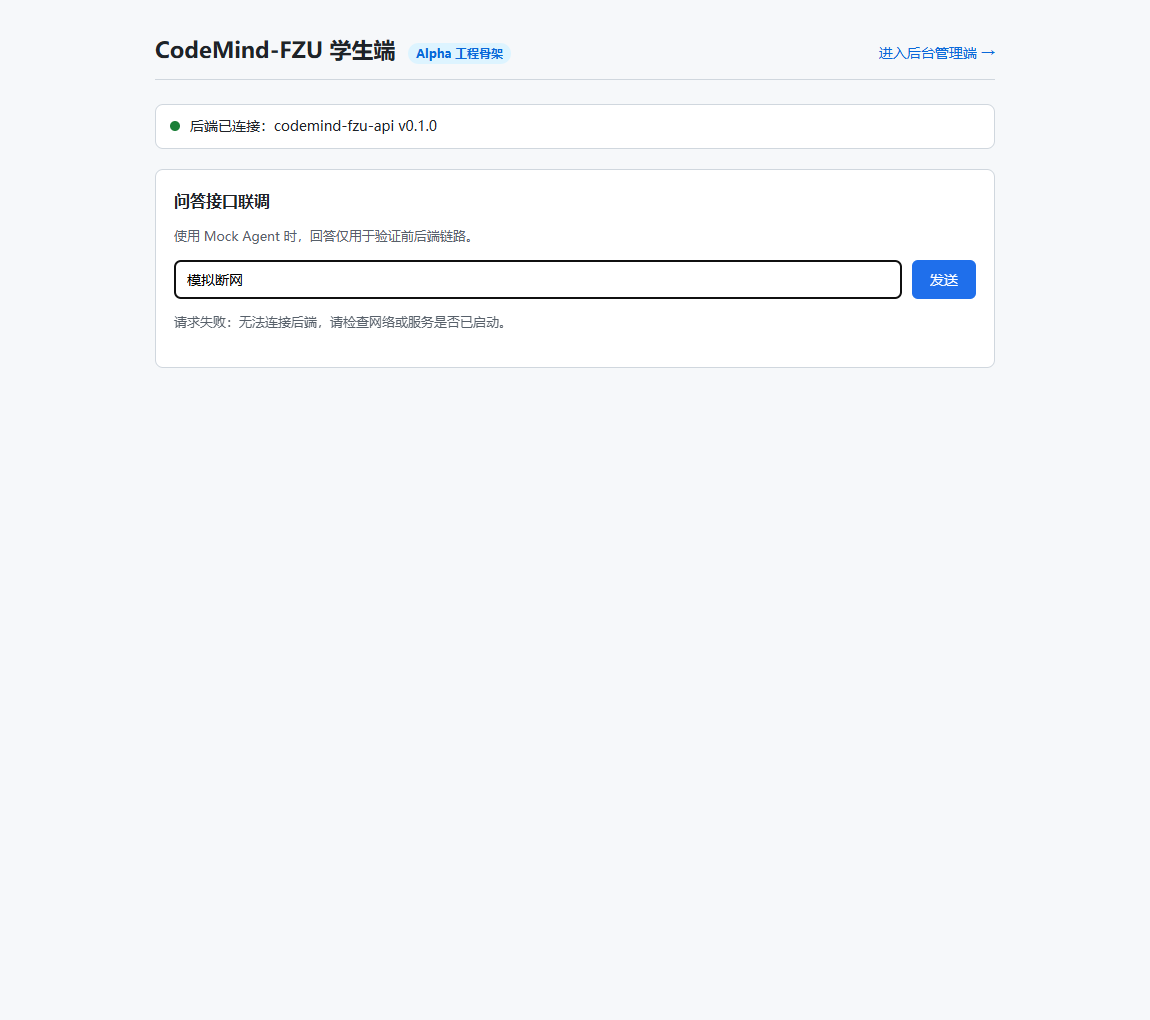 CodeMind-FZU 学生端 Alpha 工程骨架 进入后台管理端 →
后端已连接：codemind-fzu-api v0.1.0
问答接口联调
使用 Mock Agent 时，回答仅用于验证前后端链路。
模拟断网 发送
请求失败：无法连接后端，请检查网络或服务是否已启动。